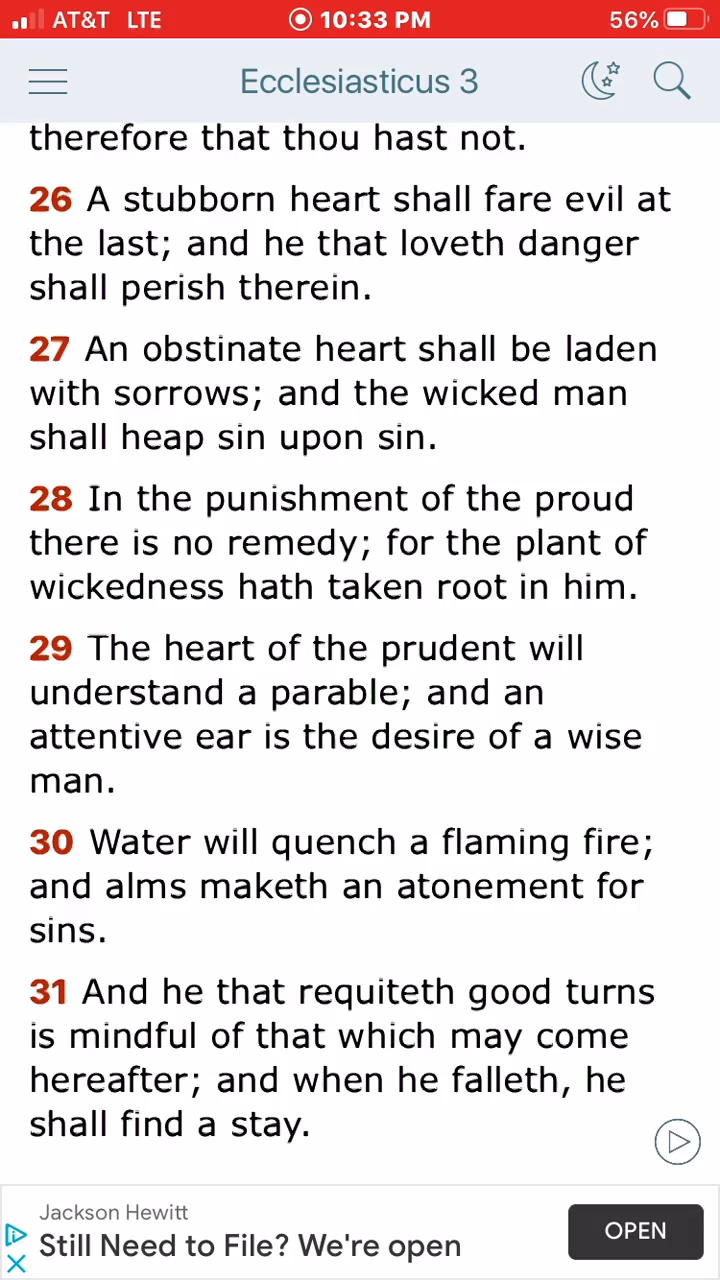 AT&T LTE 10:33 PM 56%
Ecclesiasticus 3
therefore that thou hast not.
26 A stubborn heart shall fare evil at
the last; and he that loveth danger
shall perish therein.
27 An obstinate heart shall be laden
with sorrows; and the wicked man
shall heap sin upon sin.
28 In the punishment of the proud
there is no remedy; for the plant of
wickedness hath taken root in him.
29 The heart of the prudent will
understand a parable; and an
attentive ear is the desire of a wise
man.
30 Water will quench a flaming fire;
and alms maketh an atonement for
sins.
31 And he that requiteth good turns
is mindful of that which may come
hereafter; and when he falleth, he
shall find a stay.
Jackson Hewitt
Still Need to File? We're open
OPEN